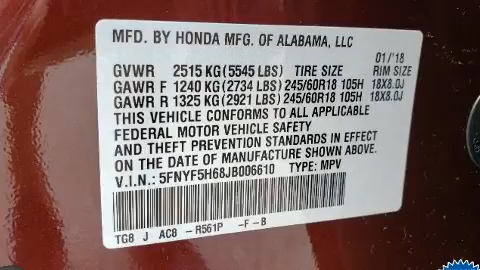 MFD. BY HONDA MFG. OF ALABAMA, LLC
01/'18
GVWR 2515 KG(5545 LBS) TIRE SIZE RIM SIZE
GAWR F 1240 KG(2734 LBS)245/60R18 105H 18X8.0J
GAWR R 1325 KG(2921 LBS)245/60R18 105H 18X8.0J
THIS VEHICLE CONFORMS TO ALL APPLICABLE
FEDERAL MOTOR VEHICLE SAFETY
AND THEFT PREVENTION STANDARDS IN EFFECT
ON THE DATE OF MANUFACTURE SHOWN ABOVE.
V.I.N.: 5FNYF5H68JB006610 TYPE: MPV
TG8 J AC8 -R561P -F-B